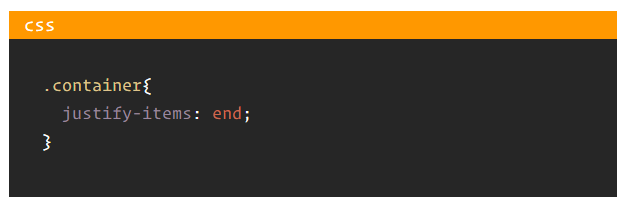 css
.container{
justify-items: end;
}